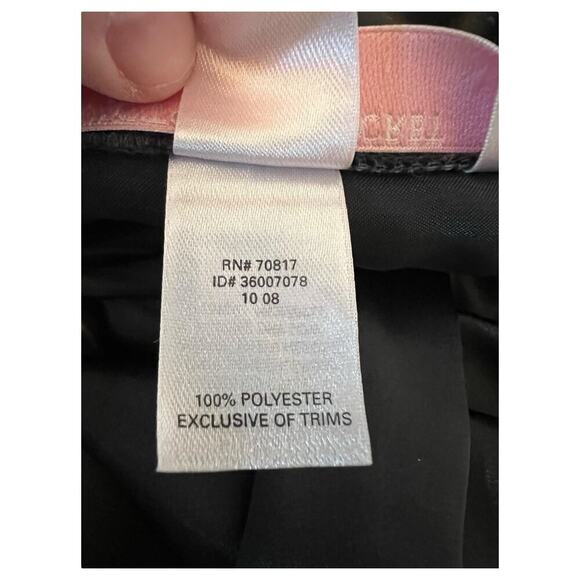 RN# 70817
ID# 36007078
10 08
100% POLYESTER
EXCLUSIVE OF TRIMS